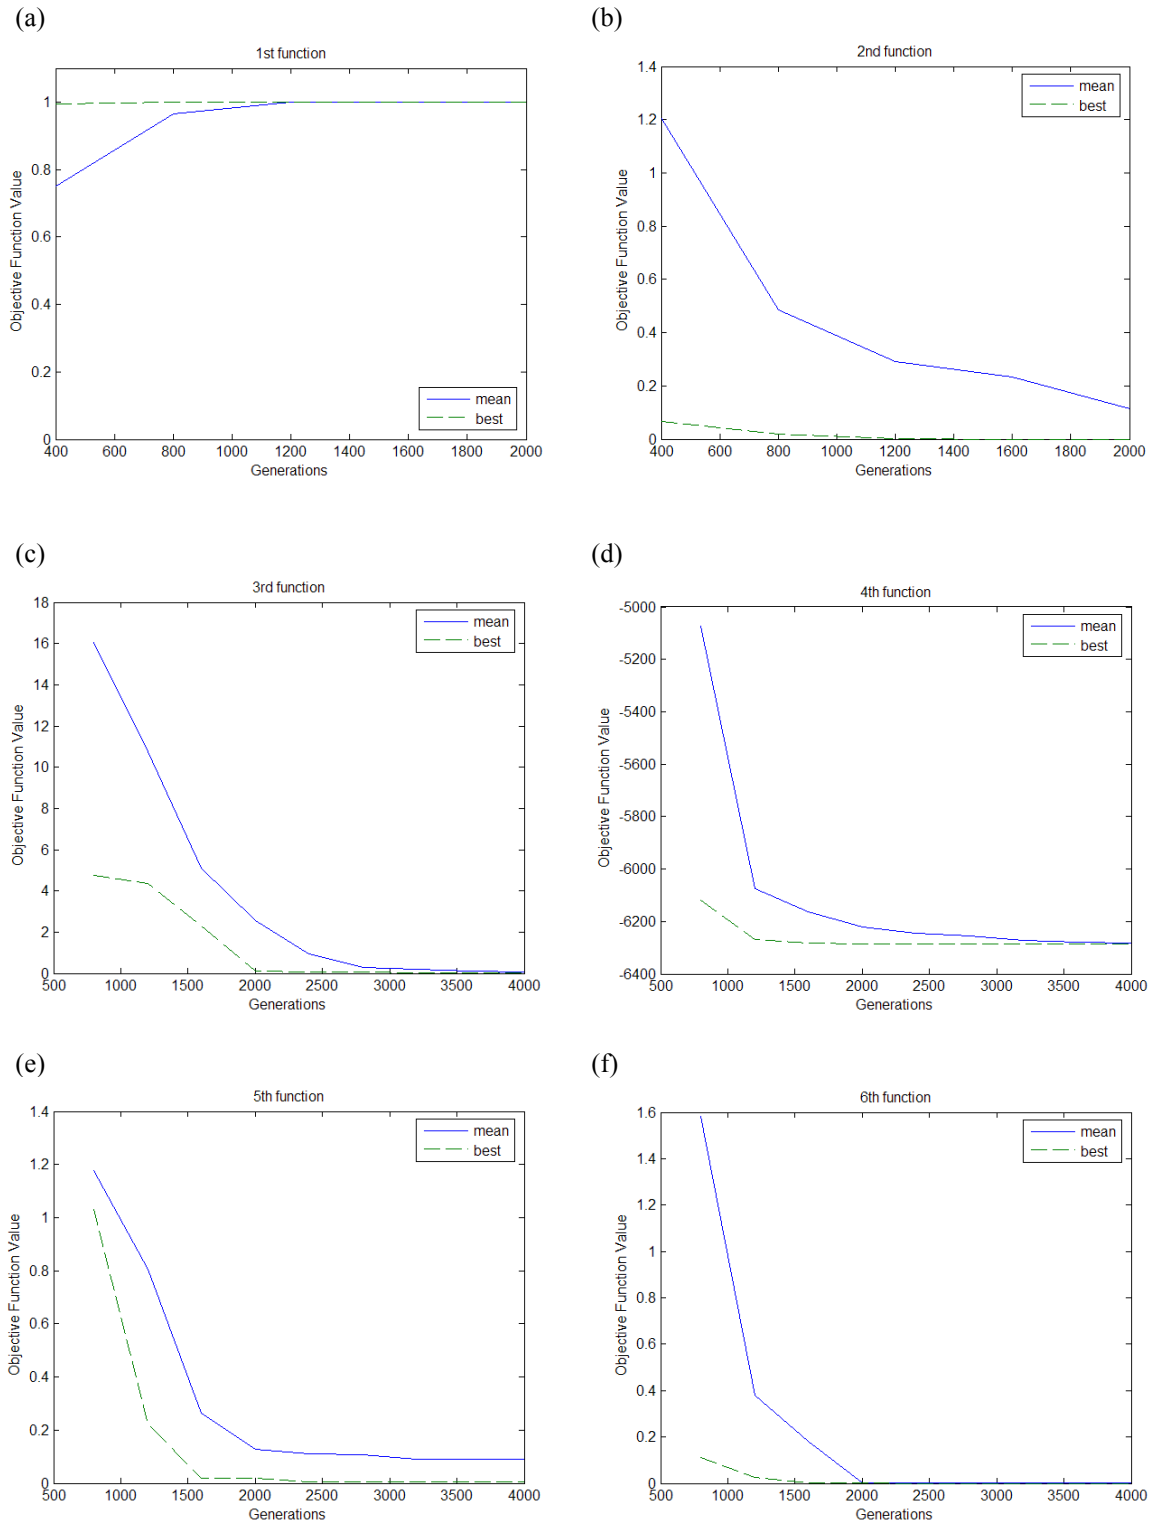 (a)
1st function
Objective Function Value
1
0.8
0.6
0.4
0.2
0
400 600 800 1000 1200 1400 1600 1800 2000
Generations
mean
best
(b)
2nd function
Objective Function Value
1.4
1.2
1
0.8
0.6
0.4
0.2
0
400 600 800 1000 1200 1400 1600 1800 2000
Generations
mean
best
(c)
3rd function
Objective Function Value
18
16
14
12
10
8
6
4
2
0
500 1000 1500 2000 2500 3000 3500 4000
Generations
mean
best
(d)
4th function
Objective Function Value
-5000
-5200
-5400
-5600
-5800
-6000
-6200
-6400
500 1000 1500 2000 2500 3000 3500 4000
Generations
mean
best
(e)
5th function
Objective Function Value
1.4
1.2
1
0.8
0.6
0.4
0.2
0
500 1000 1500 2000 2500 3000 3500 4000
Generations
mean
best
(f)
6th function
Objective Function Value
1.6
1.4
1.2
1
0.8
0.6
0.4
0.2
0
500 1000 1500 2000 2500 3000 3500 4000
Generations
mean
best